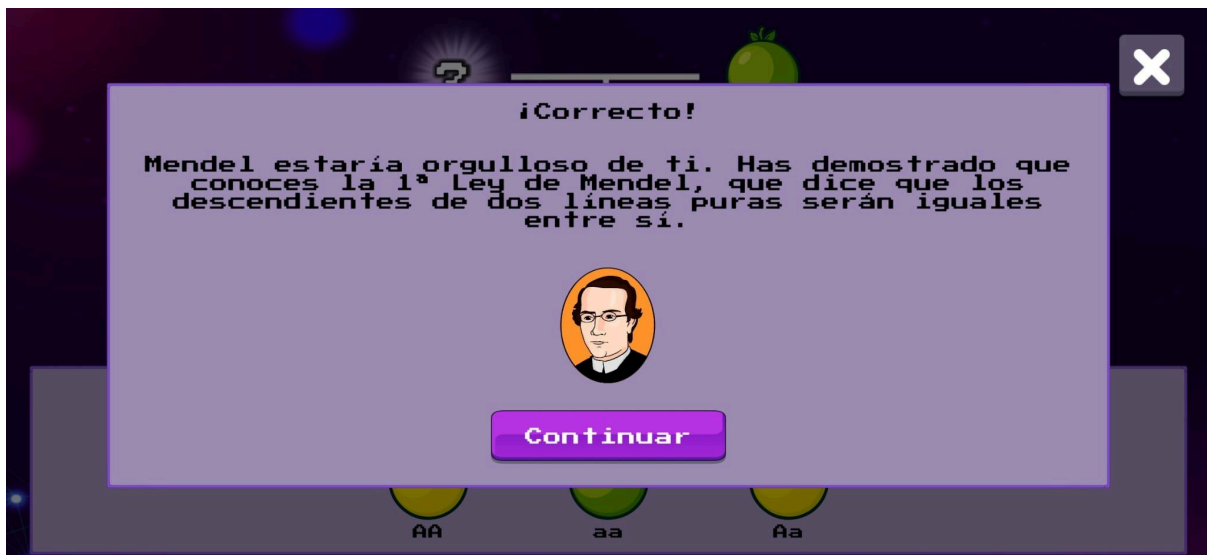 ?
¡Correcto!
Mendel estaría orgulloso de ti. Has demostrado que
conoces la 1ª Ley de Mendel, que dice que los
descendientes de dos líneas puras serán iguales
entre sí.
Continuar
AA aa Aa